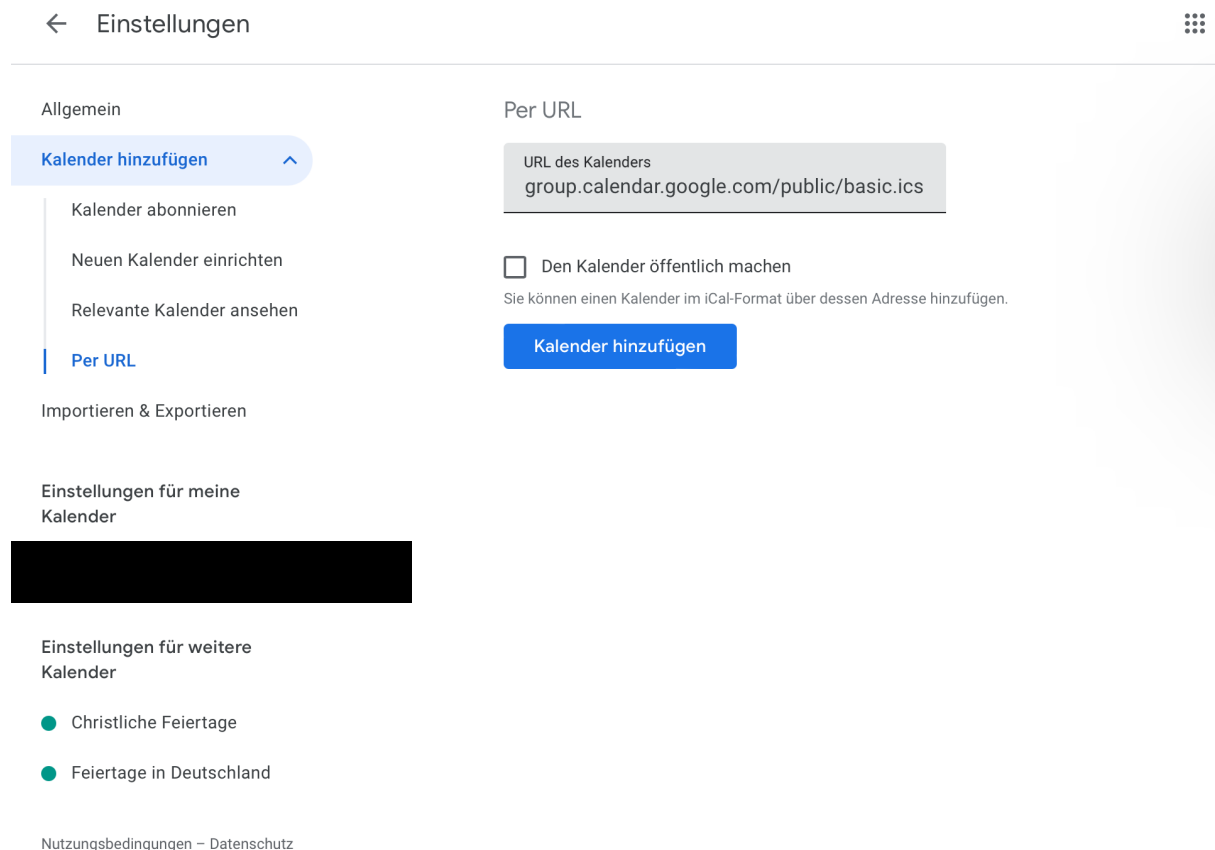 Einstellungen
Allgemein
Kalender hinzufügen
Kalender abonnieren
Neuen Kalender einrichten
Relevante Kalender ansehen
Per URL
Importieren & Exportieren
Einstellungen für meine
Kalender
Einstellungen für weitere
Kalender
Christliche Feiertage
Feiertage in Deutschland
Nutzungsbedingungen – Datenschutz
Per URL
URL des Kalenders
group.calendar.google.com/public/basic.ics
Den Kalender öffentlich machen
Sie können einen Kalender im iCal-Format über dessen Adresse hinzufügen.
Kalender hinzufügen